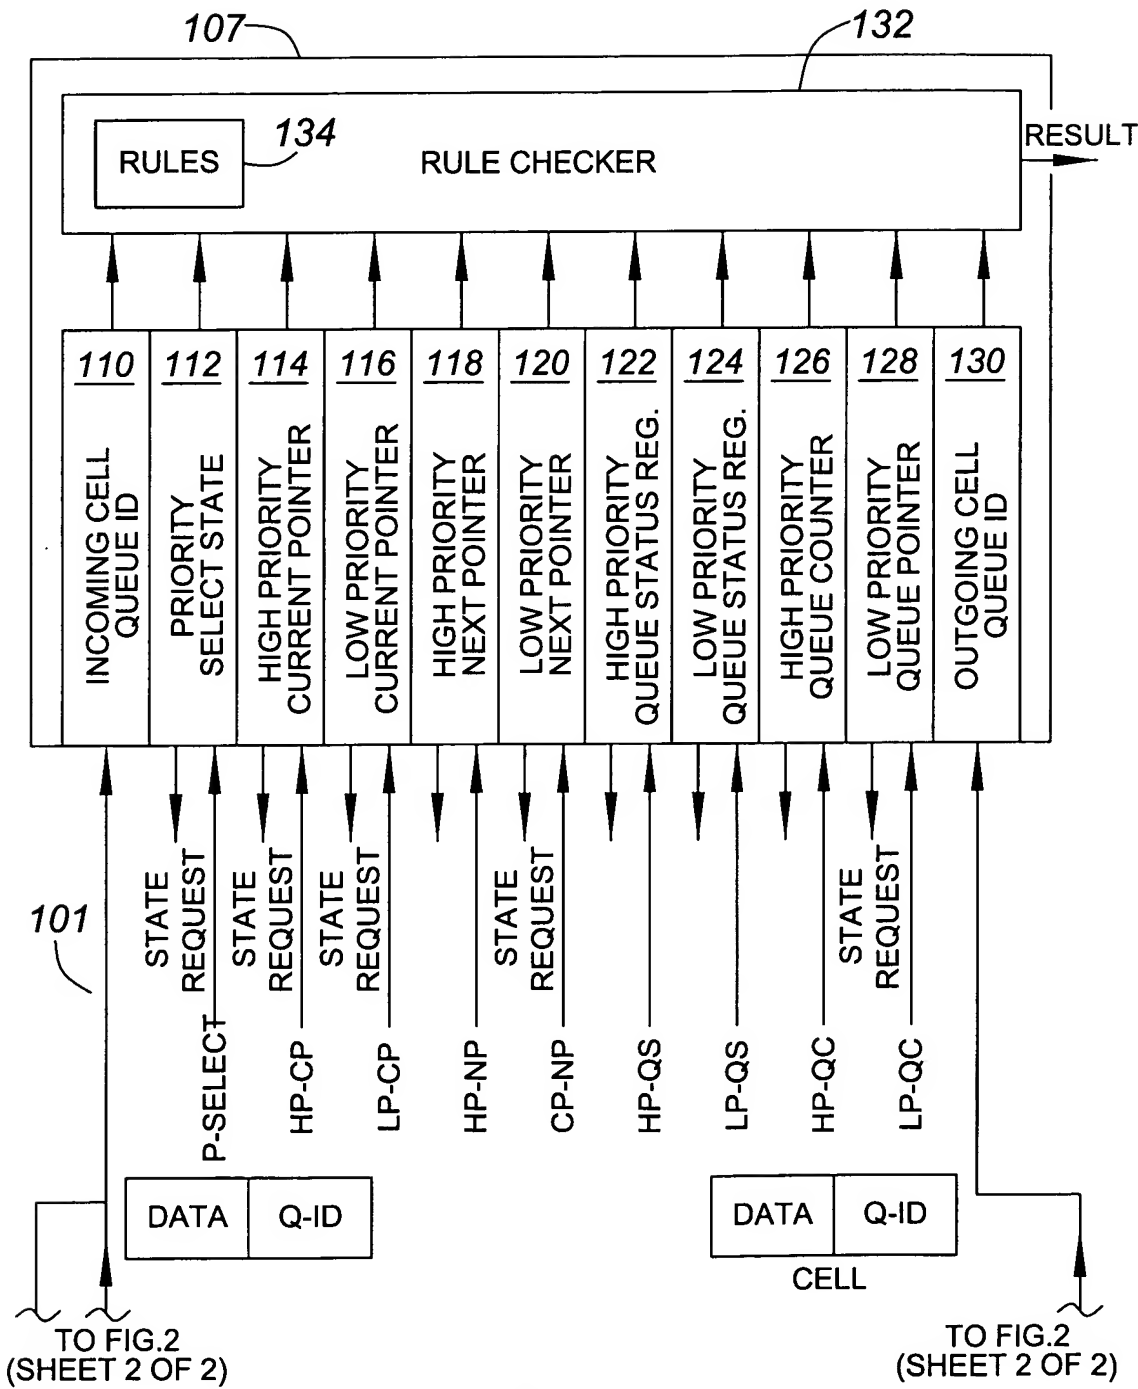 107
132
134
RULES
RULE CHECKER
RESULT
110
112
114
116
118
120
122
124
126
128
130
INCOMING CELL
QUEUE ID
PRIORITY
SELECT STATE
HIGH PRIORITY
CURRENT POINTER
LOW PRIORITY
CURRENT POINTER
HIGH PRIORITY
NEXT POINTER
LOW PRIORITY
NEXT POINTER
HIGH PRIORITY
QUEUE STATUS REG.
LOW PRIORITY
QUEUE STATUS REG.
HIGH PRIORITY
QUEUE COUNTER
LOW PRIORITY
QUEUE POINTER
OUTGOING CELL
QUEUE ID
101
STATE
REQUEST
STATE
REQUEST
STATE
REQUEST
STATE
REQUEST
STATE
REQUEST
P-SELECT
HP-CP
LP-CP
HP-NP
CP-NP
HP-QS
LP-QS
HP-QC
LP-QC
DATA
Q-ID
DATA
Q-ID
CELL
TO FIG.2
(SHEET 2 OF 2)
TO FIG.2
(SHEET 2 OF 2)